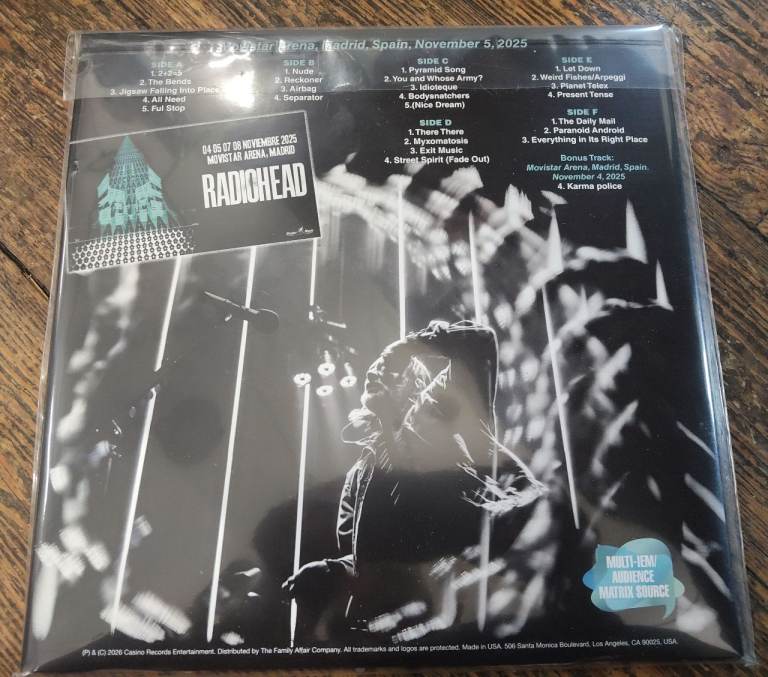 Movistar Arena, Madrid, Spain. November 5, 2025
SIDE A
1. 2+2=5
2. The Bends
3. Jigsaw Falling Into Place
4. All Need
5. Ful Stop
SIDE B
1. Nude
2. Reckoner
3. Airbag
4. Separator
SIDE C
1. Pyramid Song
2. You and Whose Army?
3. Idioteque
4. Bodysnatchers
5.(Nice Dream)
SIDE D
1. There There
2. Myxomatosis
3. Exit Music
4. Street Spirit (Fade Out)
SIDE E
1. Let Down
2. Weird Fishes/Arpeggi
3. Planet Telex
4. Present Tense
SIDE F
1. The Daily Mail
2. Paranoid Android
3. Everything in Its Right Place
Bonus Track:
Movistar Arena, Madrid, Spain.
November 4, 2025
4. Karma police
04 05 07 08 NOVIEMBRE 2025
MOVISTAR ARENA, MADRID
RADIOHEAD
MULTI-IEM/
AUDIENCE
MATRIX SOURCE
(P) & (C) 2026 Casino Records Entertainment. Distributed by The Family Affair Company. All trademarks and logos are protected. Made in USA. 506 Santa Monica Boulevard, Los Angeles, CA 90025, USA.